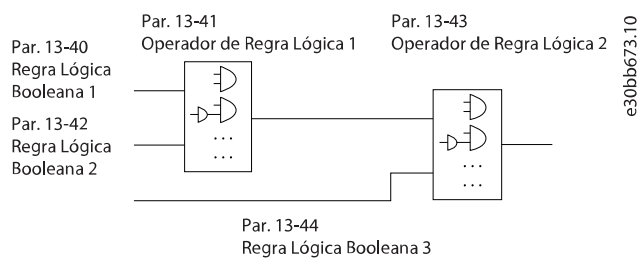 Par. 13-41
Operador de Regra Lógica 1
Par. 13-43
Operador de Regra Lógica 2
Par. 13-40
Regra Lógica
Booleana 1
Par. 13-42
Regra Lógica
Booleana 2
...
...
...
...
Par. 13-44
Regra Lógica Booleana 3
e30bb673.10